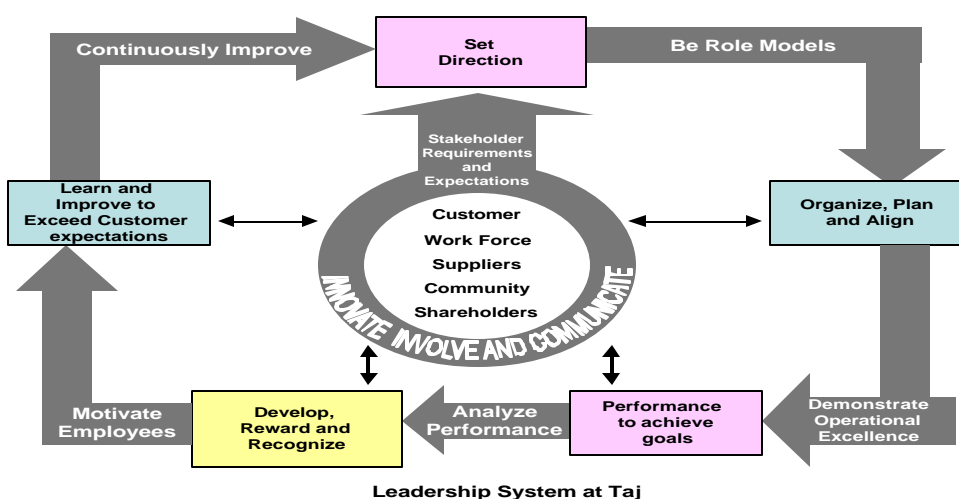 Continuously Improve
Set
Direction
Be Role Models
Stakeholder
Requirements
and
Expectations
Learn and
Improve to
Exceed Customer
expectations
Customer
Work Force
Suppliers
Community
Shareholders
INNOVATE INVOLVE AND COMMUNICATE
Organize, Plan
and Align
Motivate
Employees
Develop,
Reward and
Recognize
Analyze
Performance
Performance
to achieve
goals
Demonstrate
Operational
Excellence
Leadership System at Taj